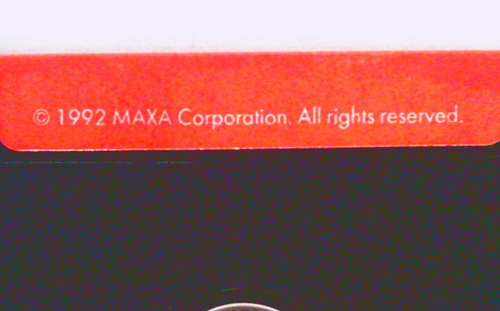 © 1992 MAXA Corporation. All rights reserved.